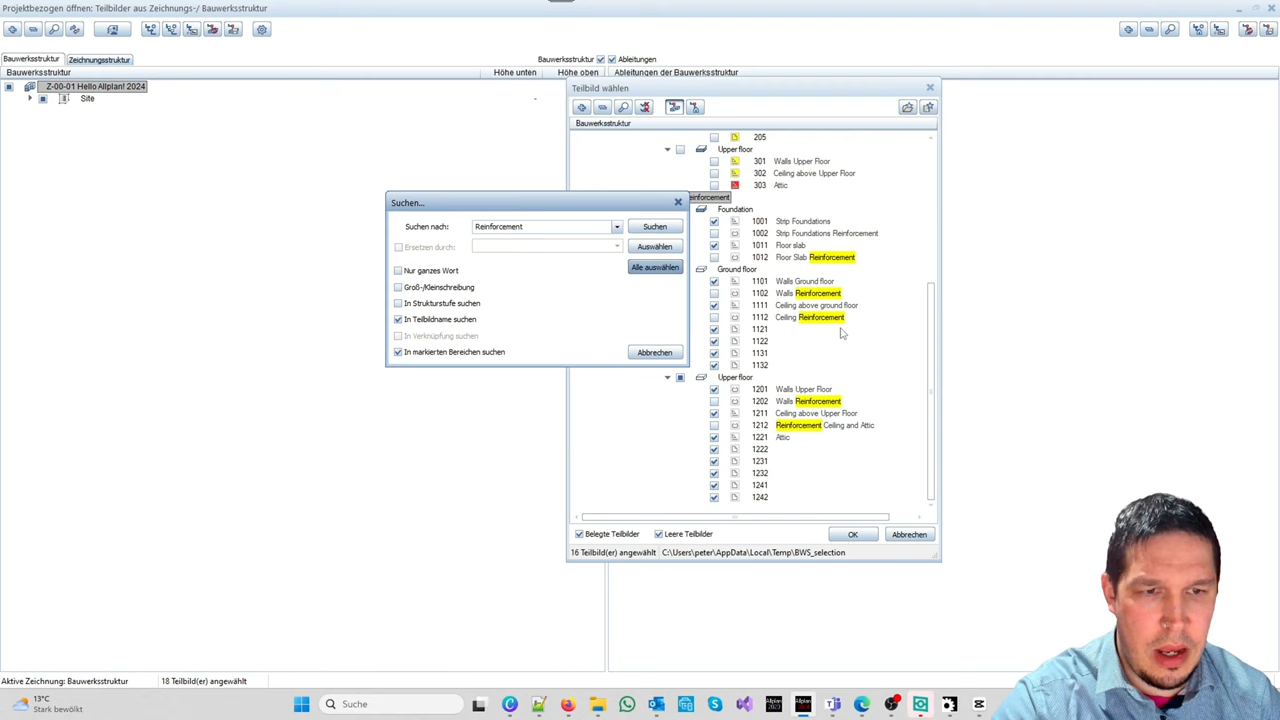 Projektbezogen öffnen: Teilbilder aus Zeichnungs-/ Bauwerksstruktur
Bauwerksstruktur Zeichnungsstruktur Bauwerksstruktur Ableitungen
Bauwerksstruktur Höhe unten Höhe oben Ableitungen der Bauwerksstruktur
Z-00-01 Hello Allplan! 2024
Site
Teilbild wählen
Bauwerksstruktur
205
Upper floor
301 Walls Upper Floor
302 Ceiling above Upper Floor
303 Attic
einforcement
Foundation
1001 Strip Foundations
1002 Strip Foundations Reinforcement
1011 Floor slab
1012 Floor Slab Reinforcement
Ground floor
1101 Walls Ground floor
1102 Walls Reinforcement
1111 Ceiling above ground floor
1112 Ceiling Reinforcement
1121
1122
1131
1132
Upper floor
1201 Walls Upper Floor
1202 Walls Reinforcement
1211 Ceiling above Upper Floor
1212 Reinforcement Ceiling and Attic
1221 Attic
1222
1231
1232
1241
1242
Belegte Teilbilder Leere Teilbilder OK Abbrechen
16 Teilbild(er) angewählt C:\Users\peter\AppData\Local\Temp\BWS_selection
Suchen...
Suchen nach: Reinforcement Suchen
Ersetzen durch: Auswählen
Alle auswählen
Nur ganzes Wort
Groß-/Kleinschreibung
In Strukturstufe suchen
In Teilbildname suchen
In Verknüpfung suchen
In markierten Bereichen suchen
Abbrechen
Aktive Zeichnung: Bauwerksstruktur 18 Teilbild(er) angewählt
13°C
Stark bewölkt
Suche